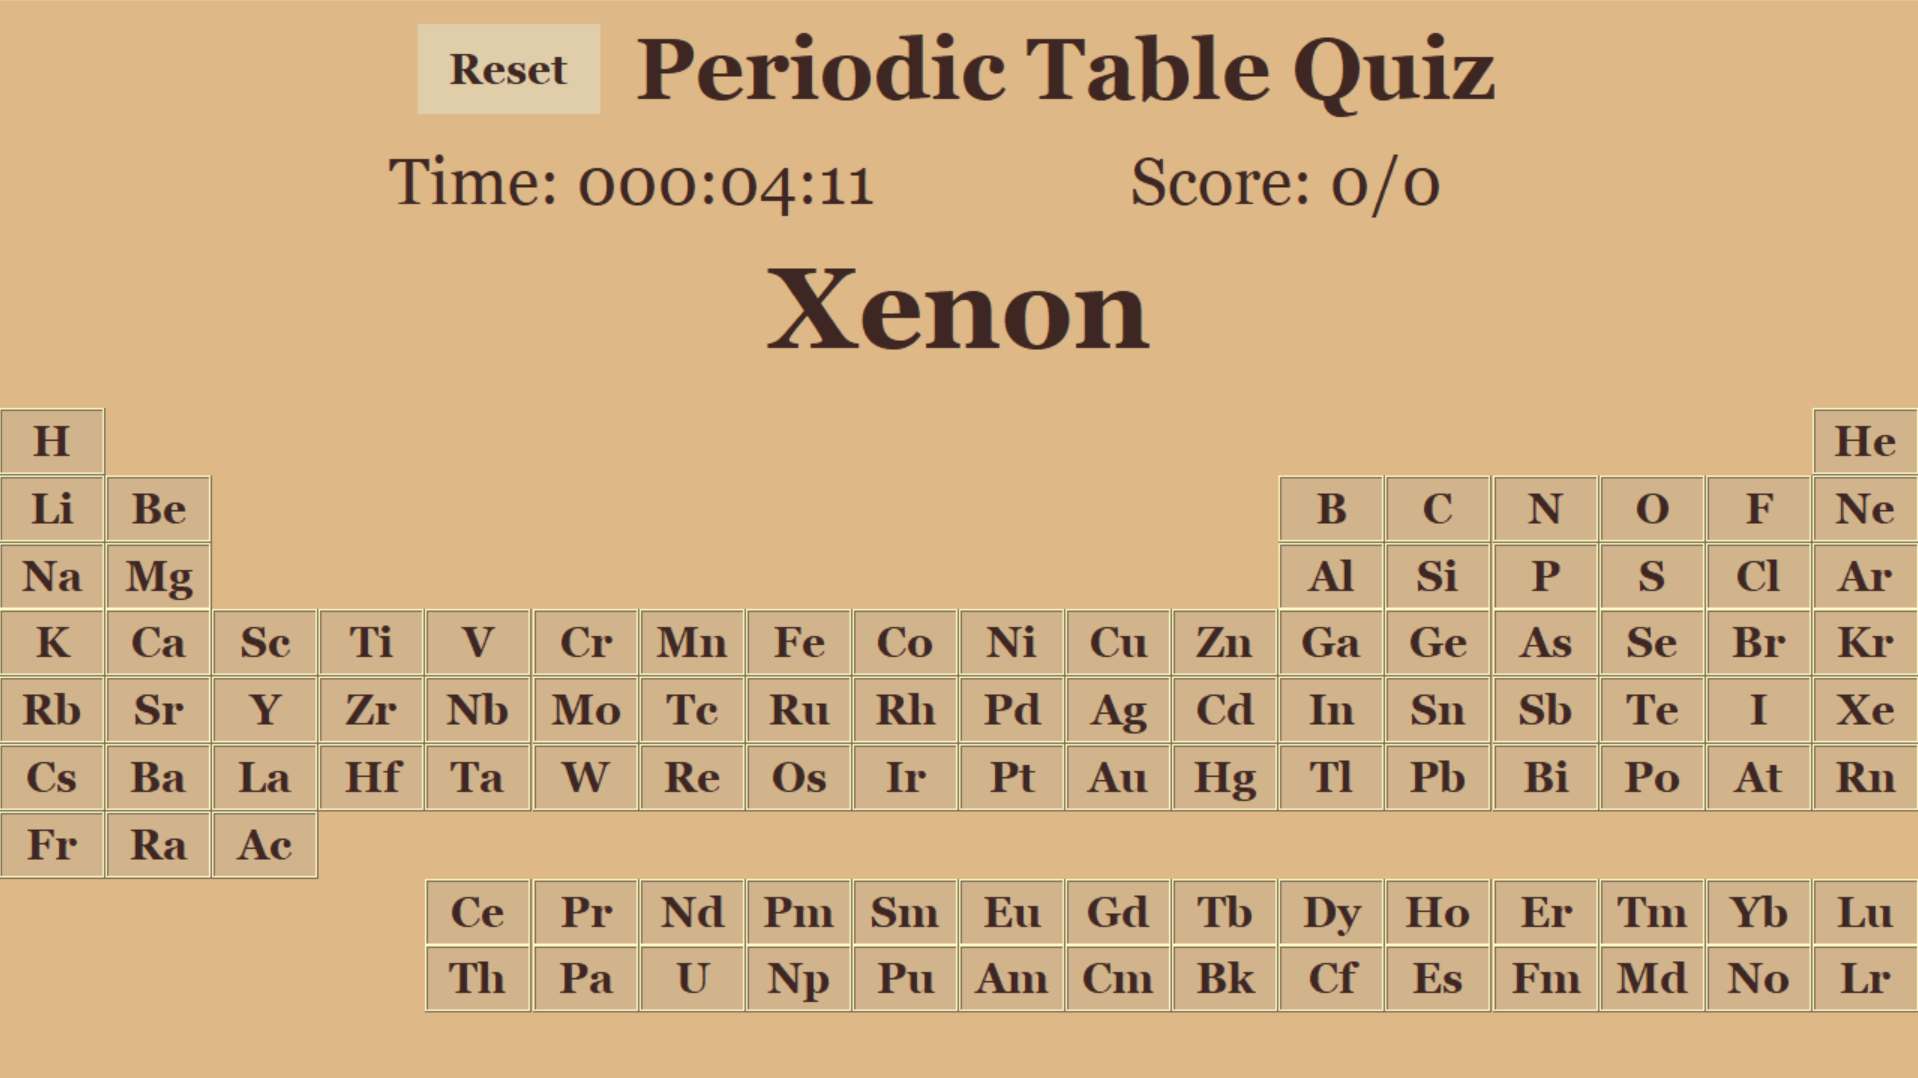 Reset Periodic Table Quiz
Time: 000:04:11 Score: 0/0
Xenon
H He
Li Be B C N O F Ne
Na Mg Al Si P S Cl Ar
K Ca Sc Ti V Cr Mn Fe Co Ni Cu Zn Ga Ge As Se Br Kr
Rb Sr Y Zr Nb Mo Tc Ru Rh Pd Ag Cd In Sn Sb Te I Xe
Cs Ba La Hf Ta W Re Os Ir Pt Au Hg Tl Pb Bi Po At Rn
Fr Ra Ac
Ce Pr Nd Pm Sm Eu Gd Tb Dy Ho Er Tm Yb Lu
Th Pa U Np Pu Am Cm Bk Cf Es Fm Md No Lr